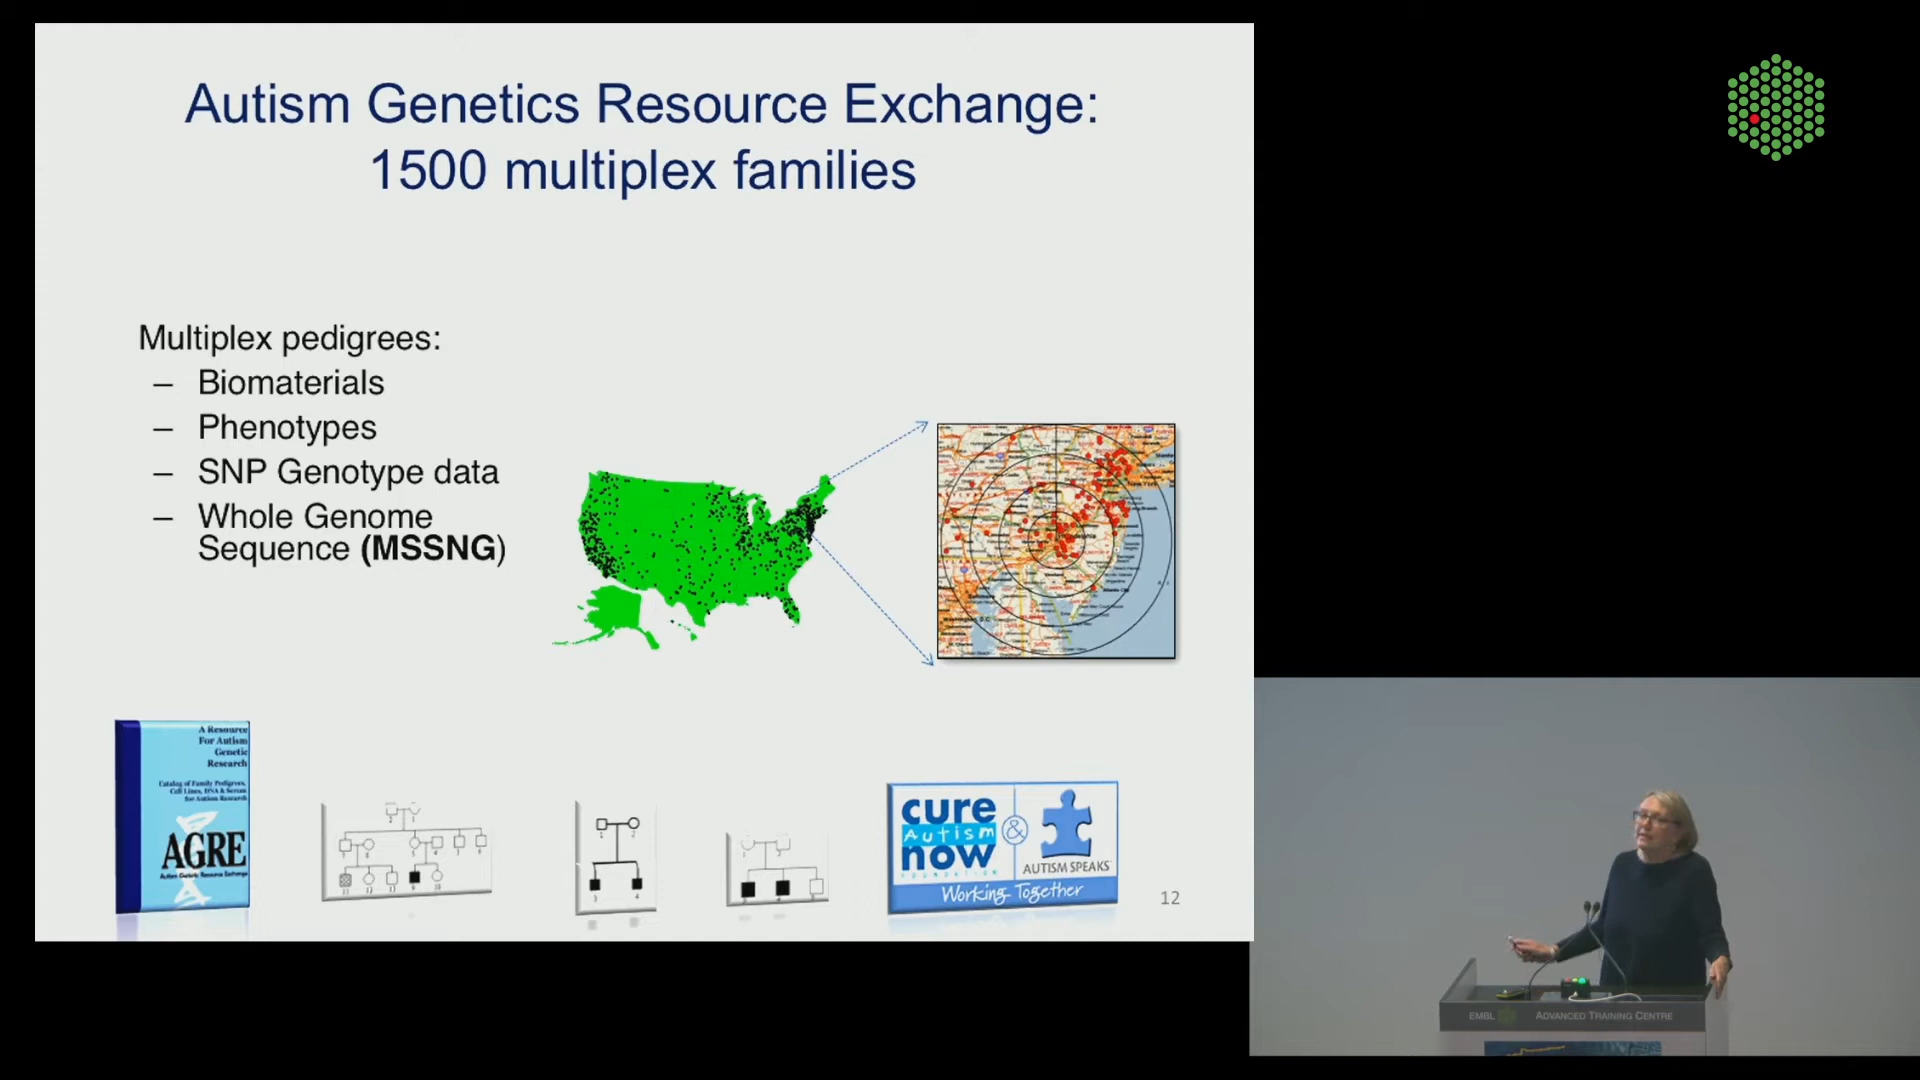 Autism Genetics Resource Exchange:
1500 multiplex families
Multiplex pedigrees:
– Biomaterials
– Phenotypes
– SNP Genotype data
– Whole Genome
Sequence (MSSNG)
A Resource
For Autism
Genetic
Research
Catalog of Family Pedigrees,
Cell Lines, DNA & Serum
for Autism Research
AGRE
Autism Genetic Resource Exchange
cure
Autism
now
FOUNDATION
&
AUTISM SPEAKS
Working Together
12
EMBL ADVANCED TRAINING CENTRE